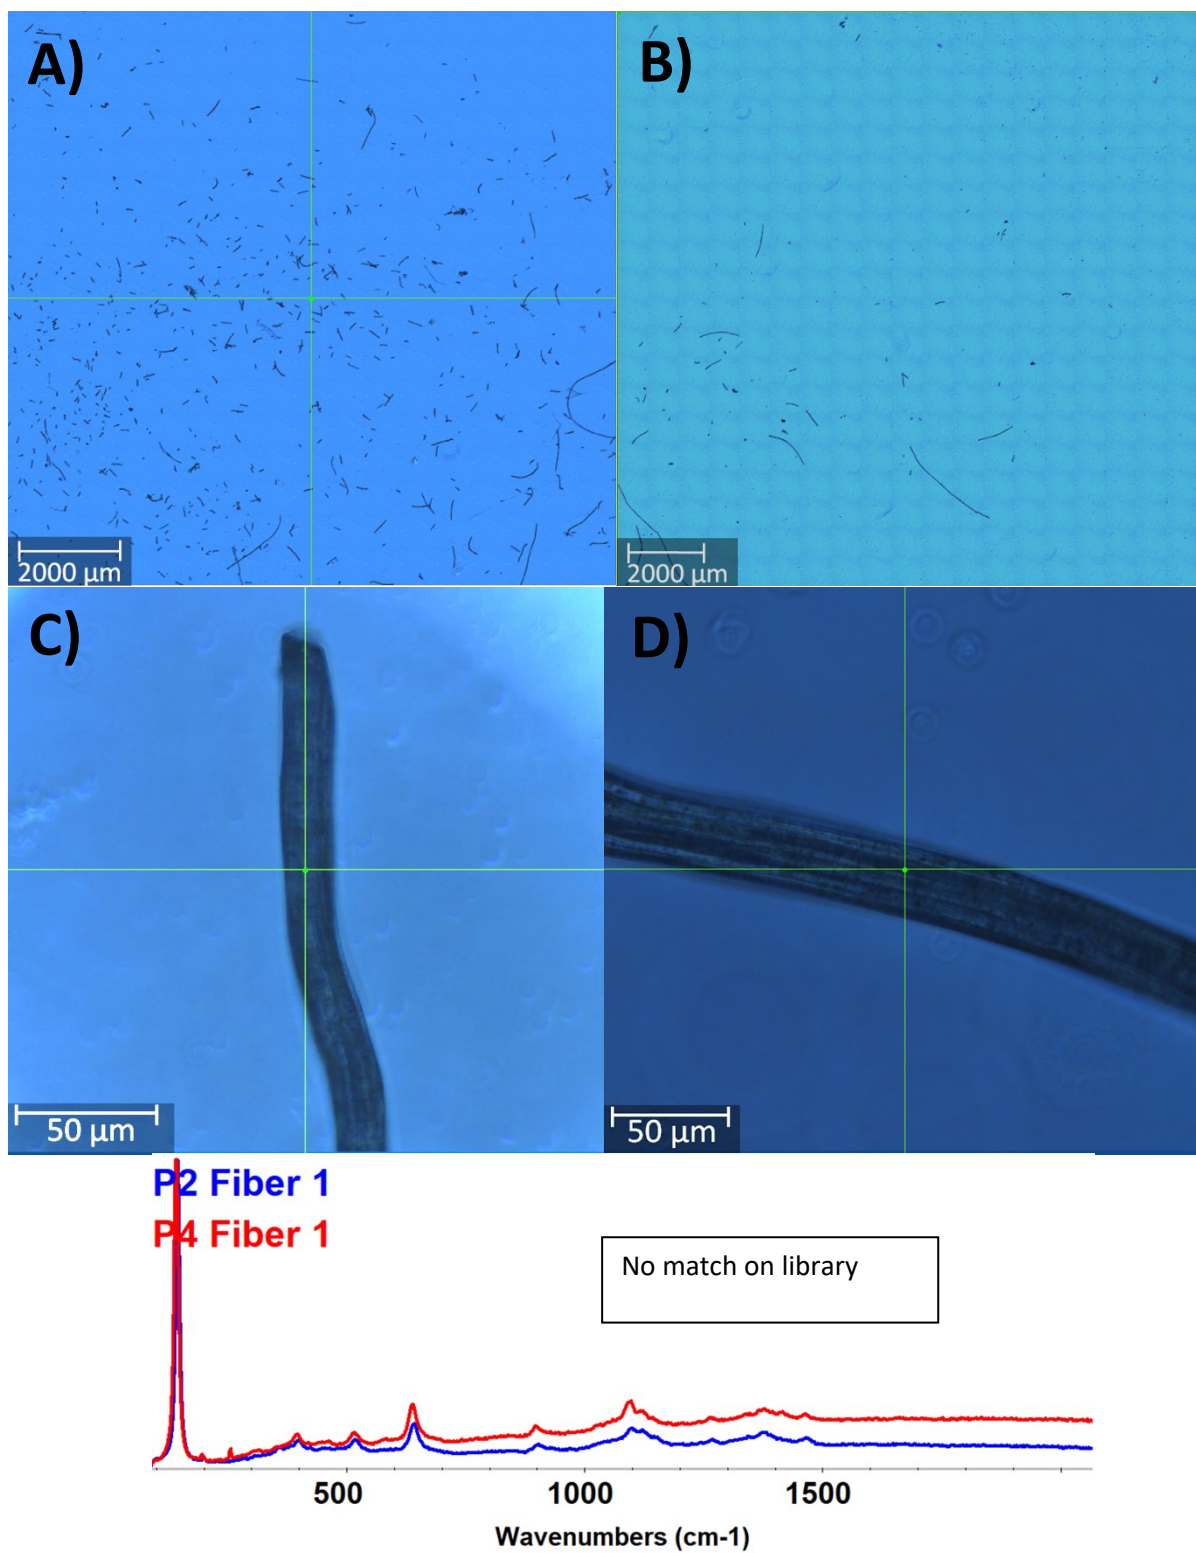 A)
B)
2000 µm
2000 µm
C)
D)
50 µm
50 µm
P2 Fiber 1
P4 Fiber 1
No match on library
500
1000
1500
Wavenumbers (cm-1)